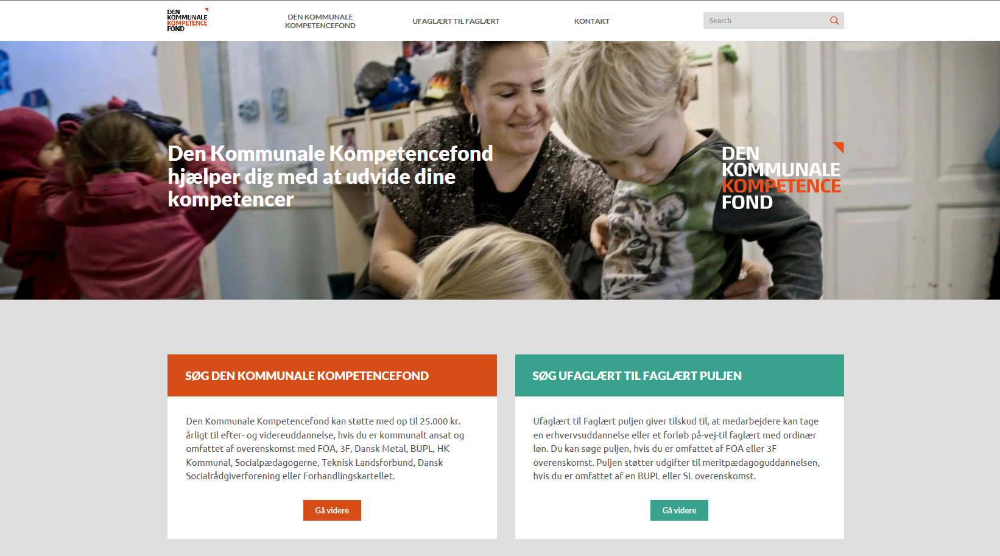 DEN
KOMMUNALE
KOMPETENCE
FOND
DEN KOMMUNALE
KOMPETENCEFOND
UFAGLÆRT TIL FAGLÆRT
KONTAKT
Search
Den Kommunale Kompetencefond
hjælper dig med at udvide dine
kompetencer
DEN
KOMMUNALE
KOMPETENCE
FOND
SØG DEN KOMMUNALE KOMPETENCEFOND
Den Kommunale Kompetencefond kan støtte med op til 25.000 kr.
årligt til efter- og videreuddannelse, hvis du er kommunalt ansat og
omfattet af overenskomst med FOA, 3F, Dansk Metal, BUPL, HK
Kommunal, Socialpædagogerne, Teknisk Landsforbund, Dansk
Socialrådgiverforening eller Forhandlingskartellet.
Gå videre
SØG UFAGLÆRT TIL FAGLÆRT PULJEN
Ufaglært til Faglært puljen giver tilskud til, at medarbejdere kan tage
en erhvervsuddannelse eller et forløb på-vej-til faglært med ordinær
løn. Du kan søge puljen, hvis du er omfattet af FOA eller 3F
overenskomst. Puljen støtter udgifter til meritpædagoguddannelsen,
hvis du er omfattet af en BUPL eller SL overenskomst.
Gå videre